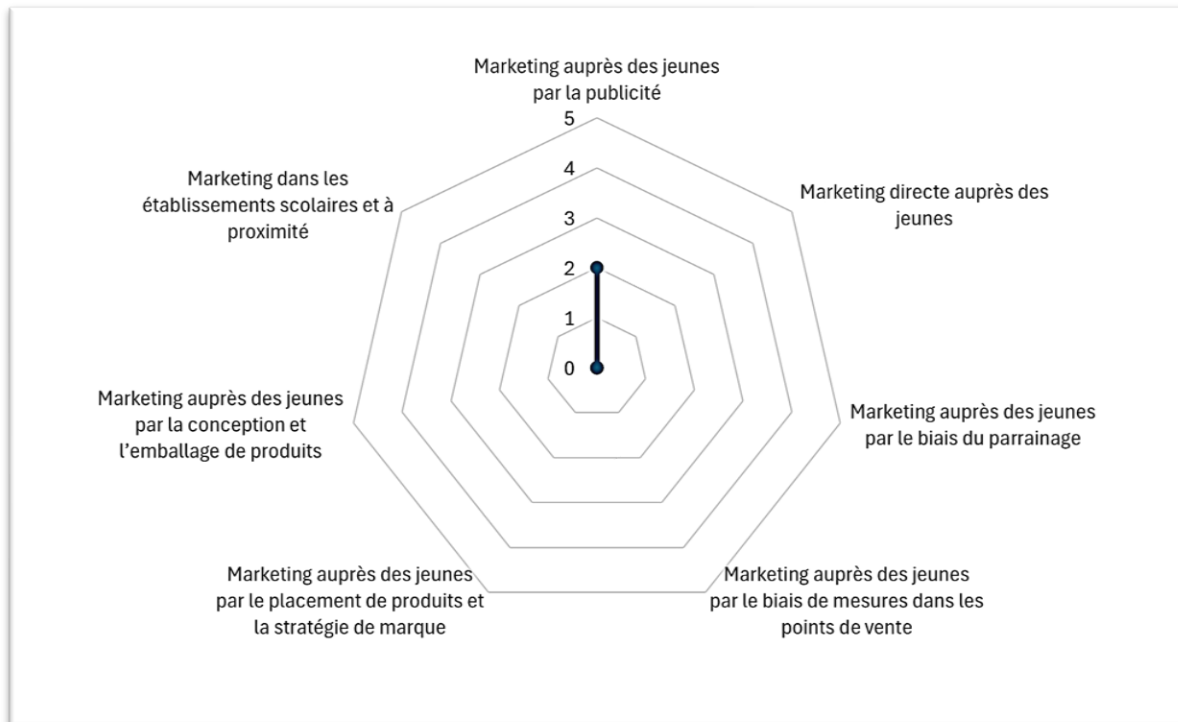 Marketing auprès des jeunes
par la publicité
5
4
3
2
1
0
Marketing directe auprès des
jeunes
Marketing auprès des jeunes
par le biais du parrainage
Marketing auprès des jeunes
par le biais de mesures dans les
points de vente
Marketing auprès des jeunes
par le placement de produits et
la stratégie de marque
Marketing auprès des jeunes
par la conception et
l’emballage de produits
Marketing dans les
établissements scolaires et à
proximité